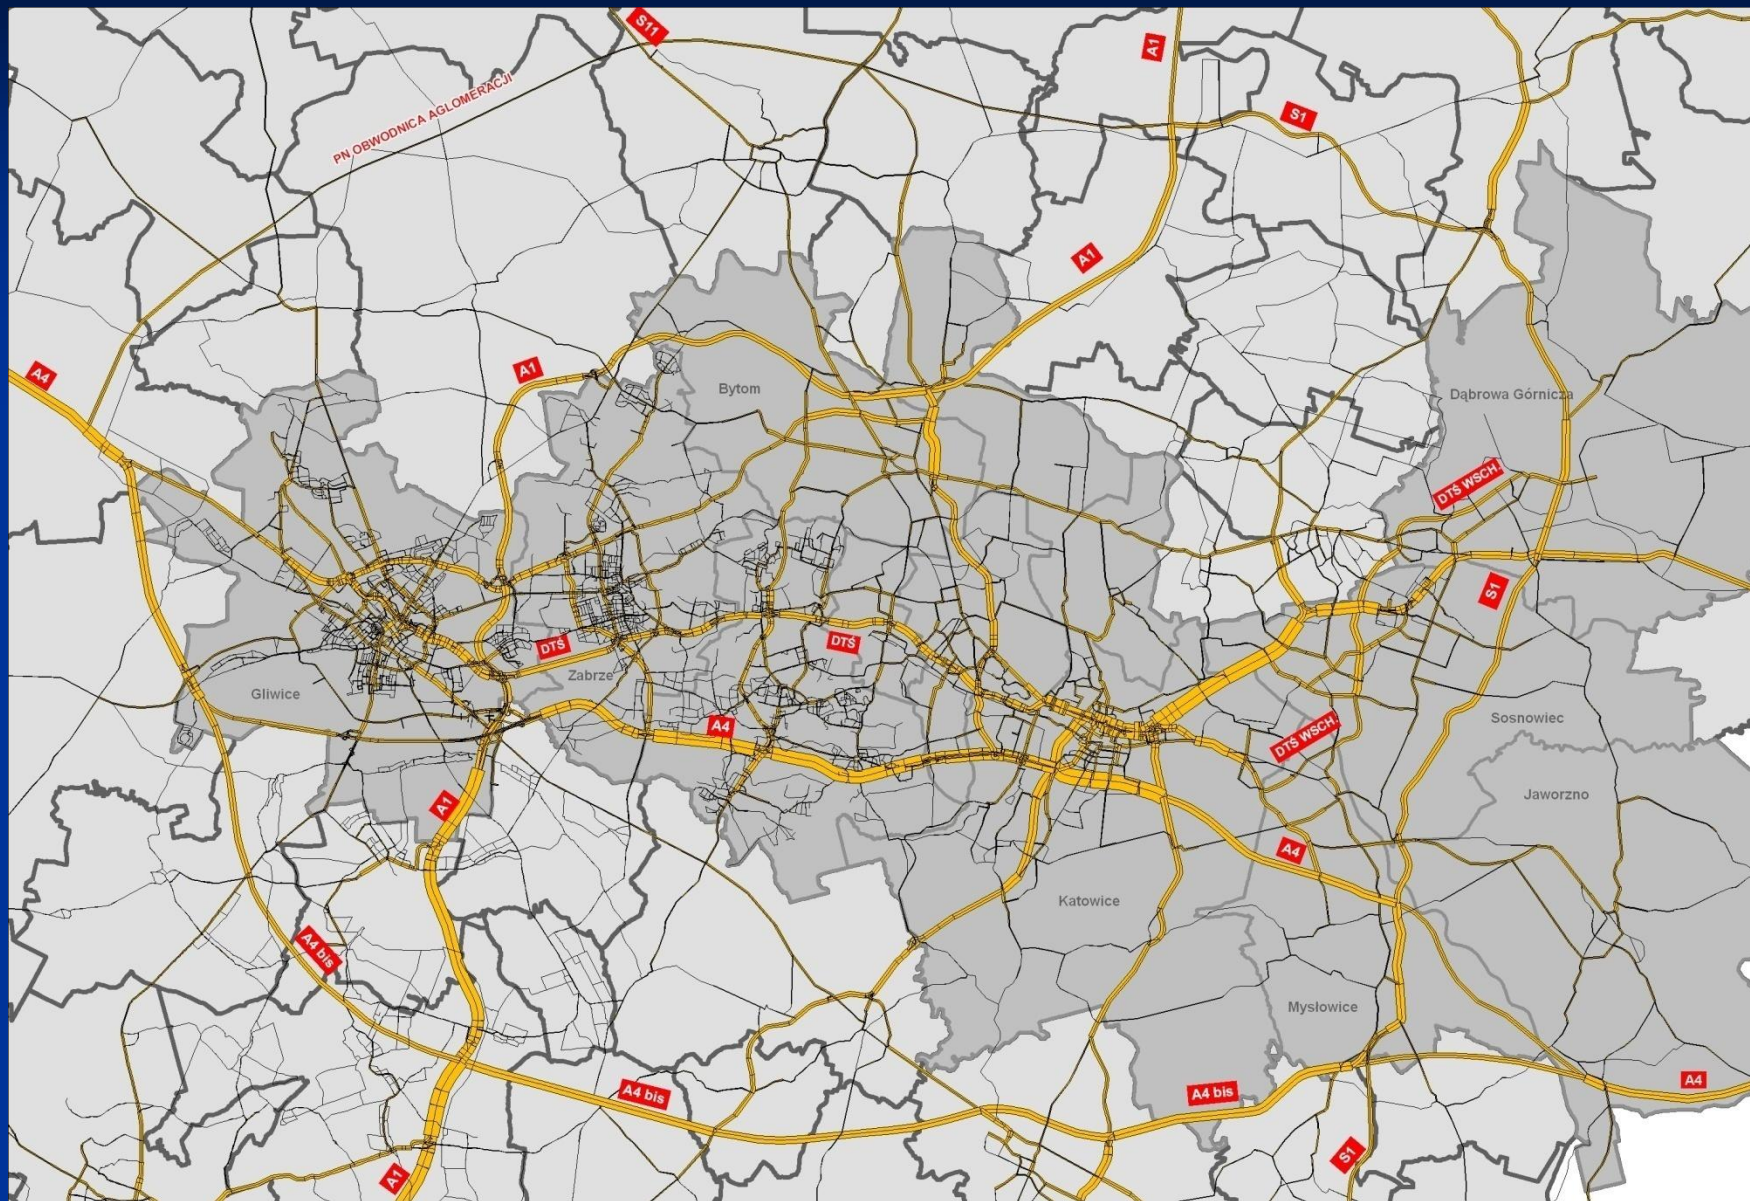 S11
A1
PN OBWODNICA AGLOMERACJI
S1
A1
A4
A1
Bytom
Dąbrowa Górnicza
DTŚ WSCH.
S1
DTŚ
DTŚ
Zabrze
Gliwice
A4
Sosnowiec
DTŚ WSCH.
Jaworzno
A1
A4
Katowice
A4 bis
Mysłowice
A4 bis
A4 bis
A4
S1
A1